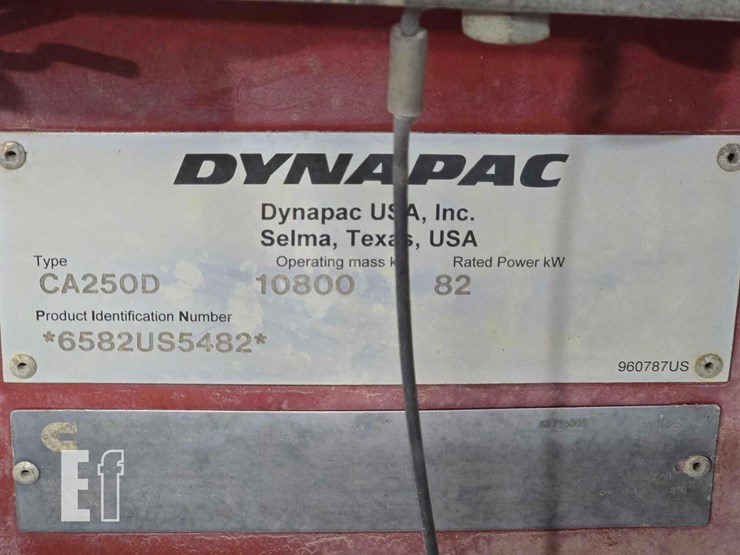 DYNAPAC
Dynapac USA, Inc.
Selma, Texas, USA
Type Operating mass Rated Power kW
CA250D 10800 82
Product Identification Number
*6582US5482*
960787US
Ef